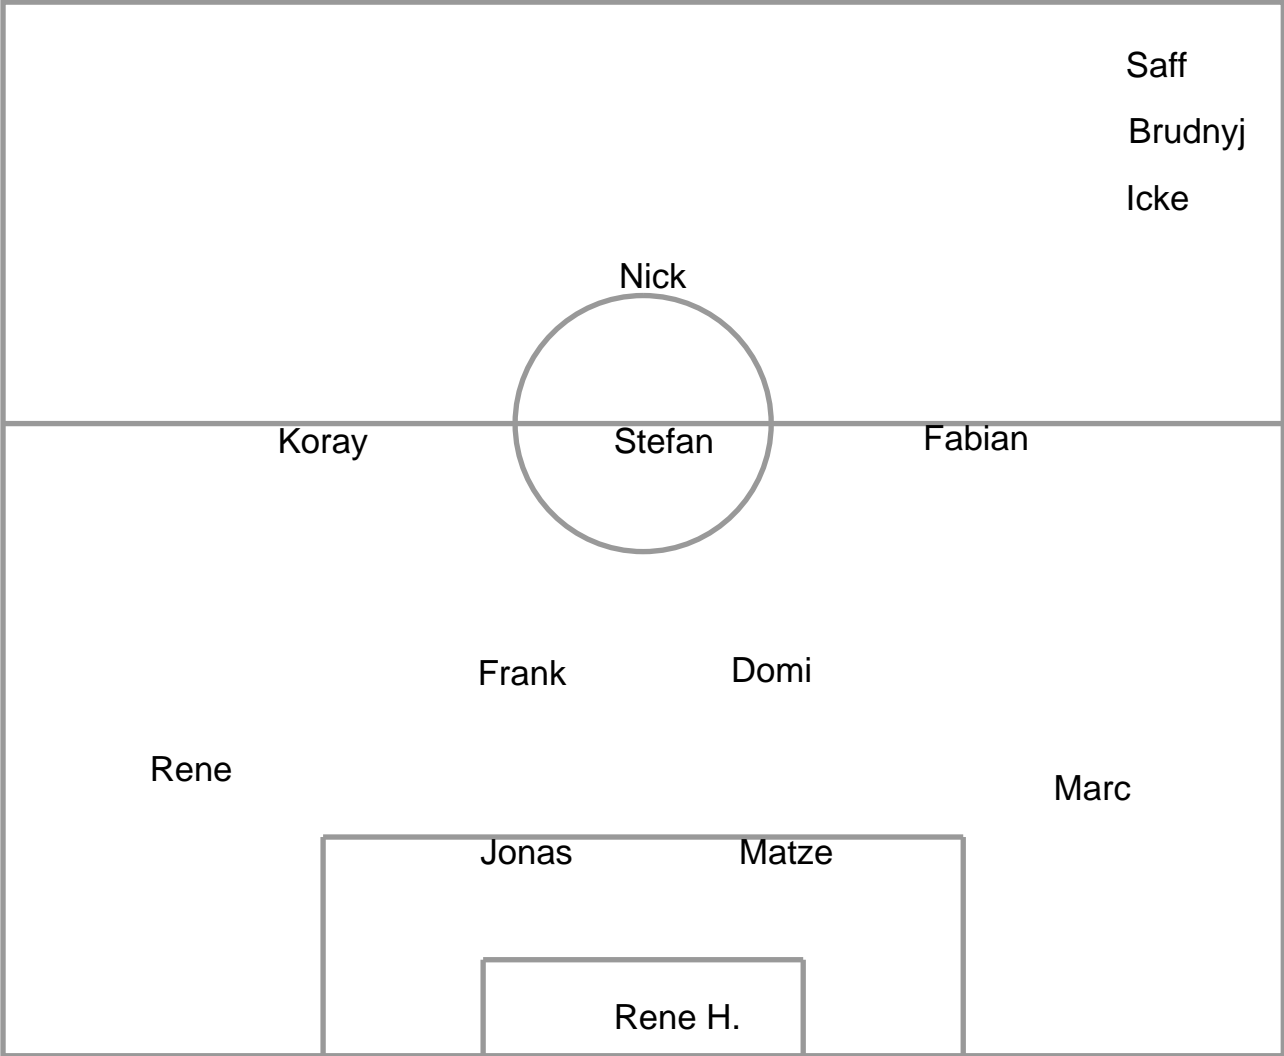 Saff
Brudnyj
Icke
Nick
Koray Stefan Fabian
Frank Domi
Rene
Marc
Jonas Matze
Rene H.